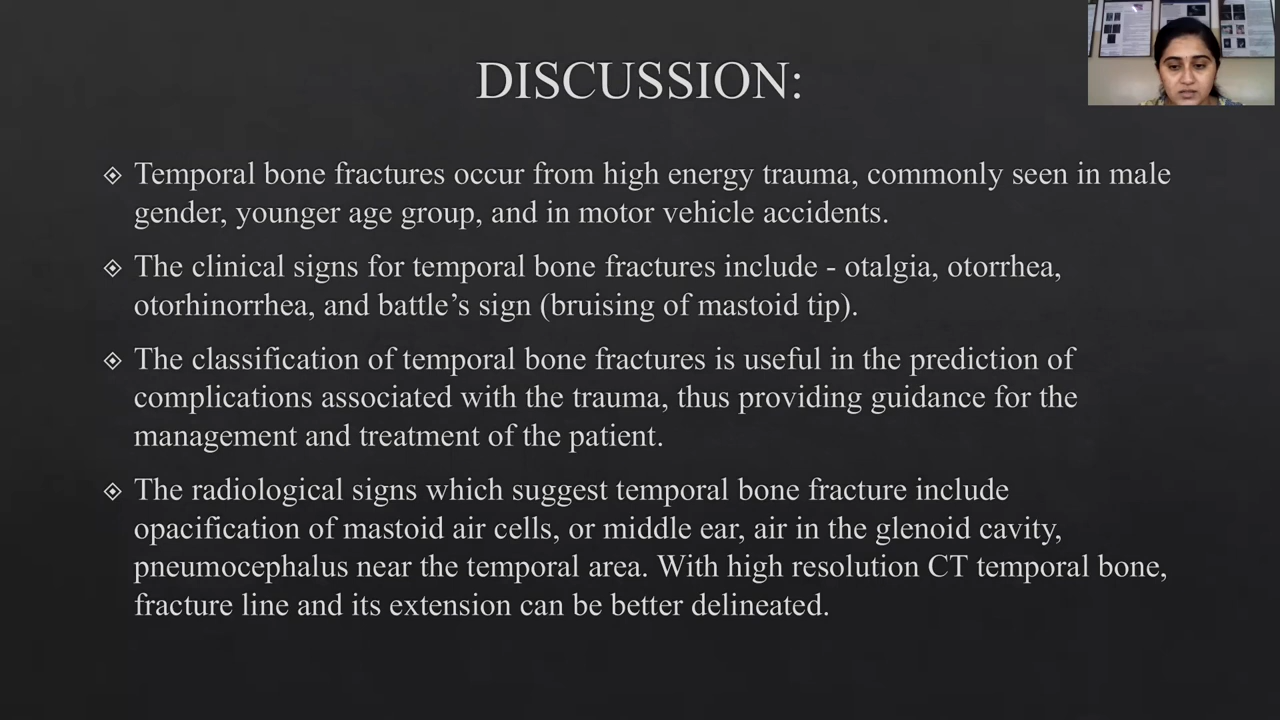 DISCUSSION:
Temporal bone fractures occur from high energy trauma, commonly seen in male
gender, younger age group, and in motor vehicle accidents.
The clinical signs for temporal bone fractures include - otalgia, otorrhea,
otorhinorrhea, and battle’s sign (bruising of mastoid tip).
The classification of temporal bone fractures is useful in the prediction of
complications associated with the trauma, thus providing guidance for the
management and treatment of the patient.
The radiological signs which suggest temporal bone fracture include
opacification of mastoid air cells, or middle ear, air in the glenoid cavity,
pneumocephalus near the temporal area. With high resolution CT temporal bone,
fracture line and its extension can be better delineated.